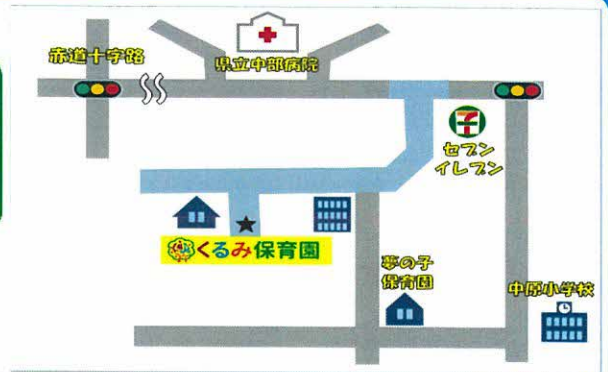 赤道十字路
県立中部病院
7
セブン
イレブン
くるみ保育園
夢の子
保育園
中原小学校